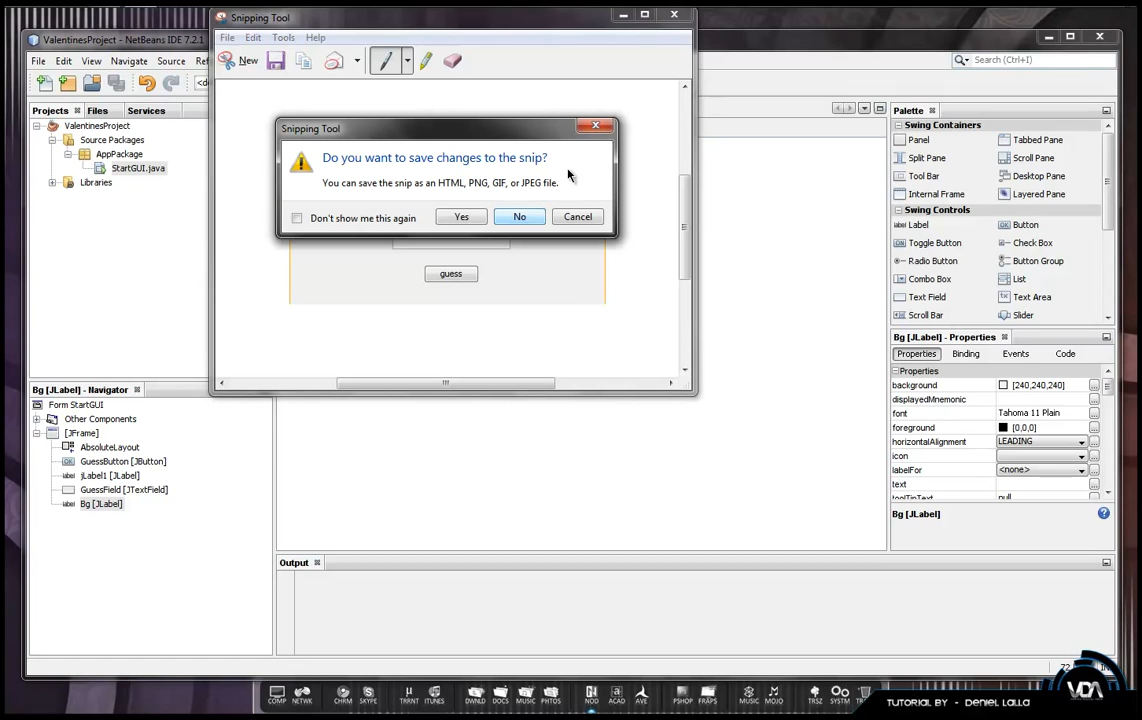 Snipping Tool
File Edit Tools Help
New
ValentinesProject - NetBeans IDE 7.2.1
File Edit View Navigate Source
Search (Ctrl+I)
Projects Files Services
ValentinesProject
Source Packages
AppPackage
StartGUI.java
Libraries
Snipping Tool
Do you want to save changes to the snip?
You can save the snip as an HTML, PNG, GIF, or JPEG file.
Don't show me this again Yes No Cancel
guess
Palette
Swing Containers
Panel Tabbed Pane
Split Pane Scroll Pane
Tool Bar Desktop Pane
Internal Frame Layered Pane
Swing Controls
Label Button
Toggle Button Check Box
Radio Button Button Group
Combo Box List
Text Field Text Area
Scroll Bar Slider
Bg [JLabel] - Properties
Properties Binding Events Code
Properties
background [240,240,240]
displayedMnemonic
font Tahoma 11 Plain
foreground [0,0,0]
horizontalAlignment LEADING
icon
labelFor <none>
text
toolTipText null
Bg [JLabel]
Bg [JLabel] - Navigator
Form StartGUI
Other Components
[JFrame]
AbsoluteLayout
GuessButton [JButton]
jLabel1 [JLabel]
GuessField [JTextField]
Bg [JLabel]
Output
COMP NETWK CHRM SKYPE TRRNT ITUNES DWNLD DOCS MUSIC PHTOS NOD ACAD AVE PSHOP FRAPS MUSIC MOJO TRSZ SYSTM
VDA
TUTORIAL BY - DENIEL LALLA